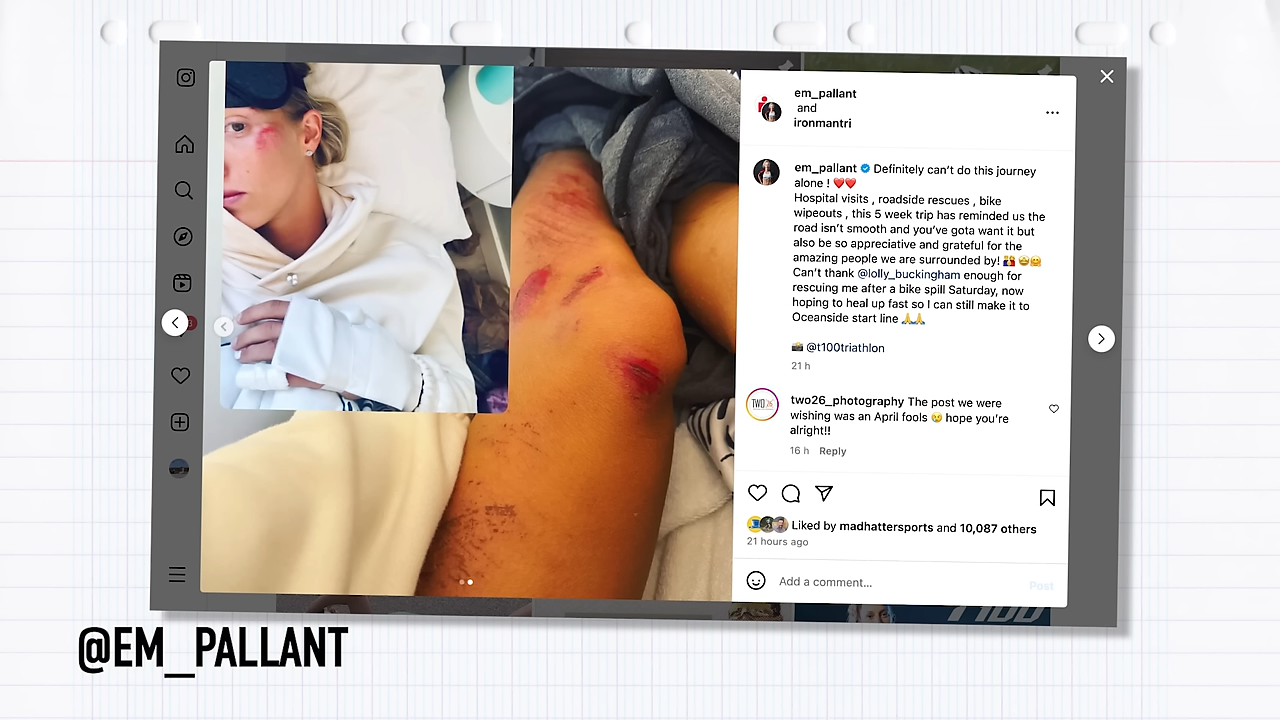 em_pallant
and
ironmantri
em_pallant Definitely can't do this journey
alone ! ❤️❤️
Hospital visits , roadside rescues , bike
wipeouts , this 5 week trip has reminded us the
road isn't smooth and you've gota want it but
also be so appreciative and grateful for the
amazing people we are surrounded by!
Can't thank @lolly_buckingham enough for
rescuing me after a bike spill Saturday, now
hoping to heal up fast so I can still make it to
Oceanside start line 🙏🙏
📸 @t100triathlon
21 h
TWO
two26_photography The post we were
wishing was an April fools 😢 hope you're
alright!!
16 h Reply
Liked by madhattersports and 10,087 others
21 hours ago
Add a comment...
Post
@EM_PALLANT